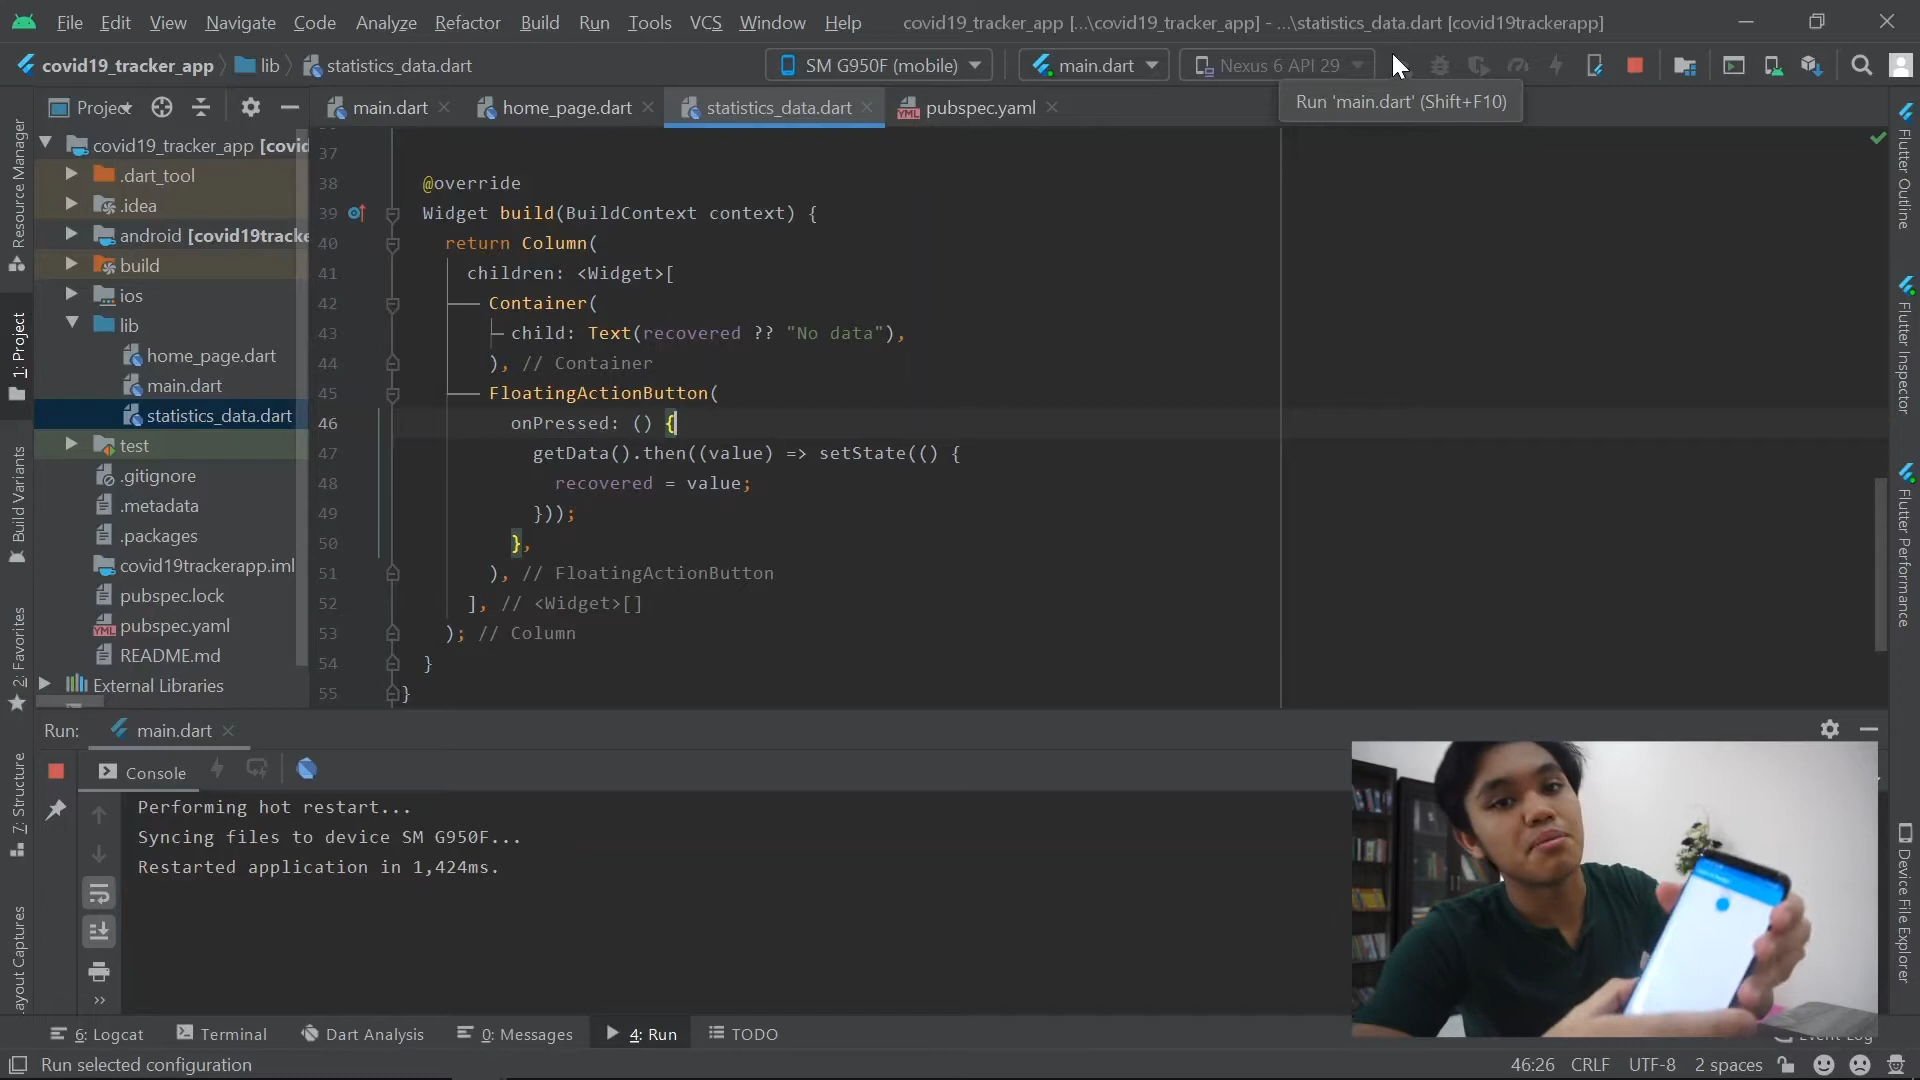 File Edit View Navigate Code Analyze Refactor Build Run Tools VCS Window Help covid19_tracker_app [...\covid19_tracker_app] - ...\statistics_data.dart [covid19trackerapp]
covid19_tracker_app lib statistics_data.dart SM G950F (mobile) main.dart Nexus 6 API 29
Run 'main.dart' (Shift+F10)
Project main.dart home_page.dart statistics_data.dart pubspec.yaml
Resource Manager
1: Project
Build Variants
2: Favorites
7: Structure
ayout Captures
covid19_tracker_app [covid
.dart_tool
.idea
android [covid19tracke
build
ios
lib
home_page.dart
main.dart
statistics_data.dart
test
.gitignore
.metadata
.packages
covid19trackerapp.iml
pubspec.lock
pubspec.yaml
README.md
External Libraries
37
38 @override
39 Widget build(BuildContext context) {
40 return Column(
41 children: <Widget>[
42 Container(
43 child: Text(recovered ?? "No data"),
44 ), // Container
45 FloatingActionButton(
46 onPressed: () {
47 getData().then((value) => setState(() {
48 recovered = value;
49 }));
50 },
51 ), // FloatingActionButton
52 ], // <Widget>[]
53 ); // Column
54 }
55 }
Flutter Outline
Flutter Inspector
Flutter Performance
Device File Explorer
Run: main.dart
Console
Performing hot restart...
Syncing files to device SM G950F...
Restarted application in 1,424ms.
6: Logcat Terminal Dart Analysis 0: Messages 4: Run TODO Event Log
Run selected configuration 46:26 CRLF UTF-8 2 spaces